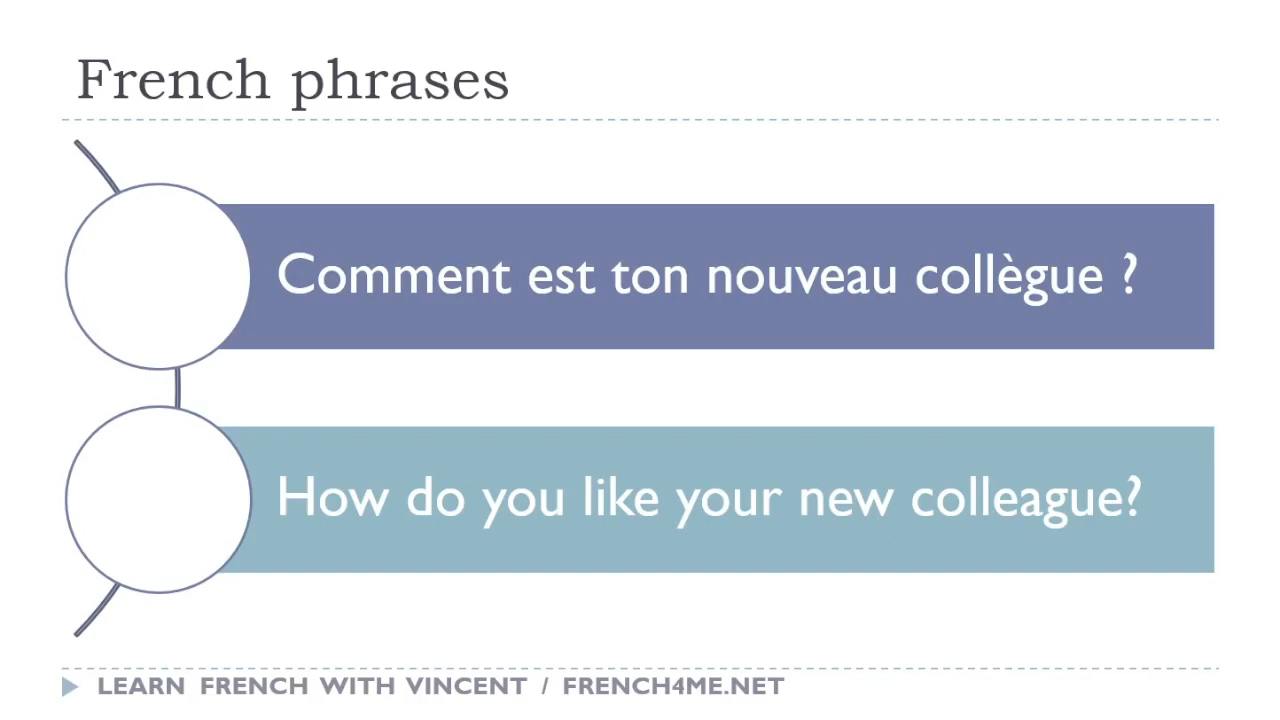 French phrases
Comment est ton nouveau collègue ?
How do you like your new colleague?
LEARN FRENCH WITH VINCENT / FRENCH4ME.NET